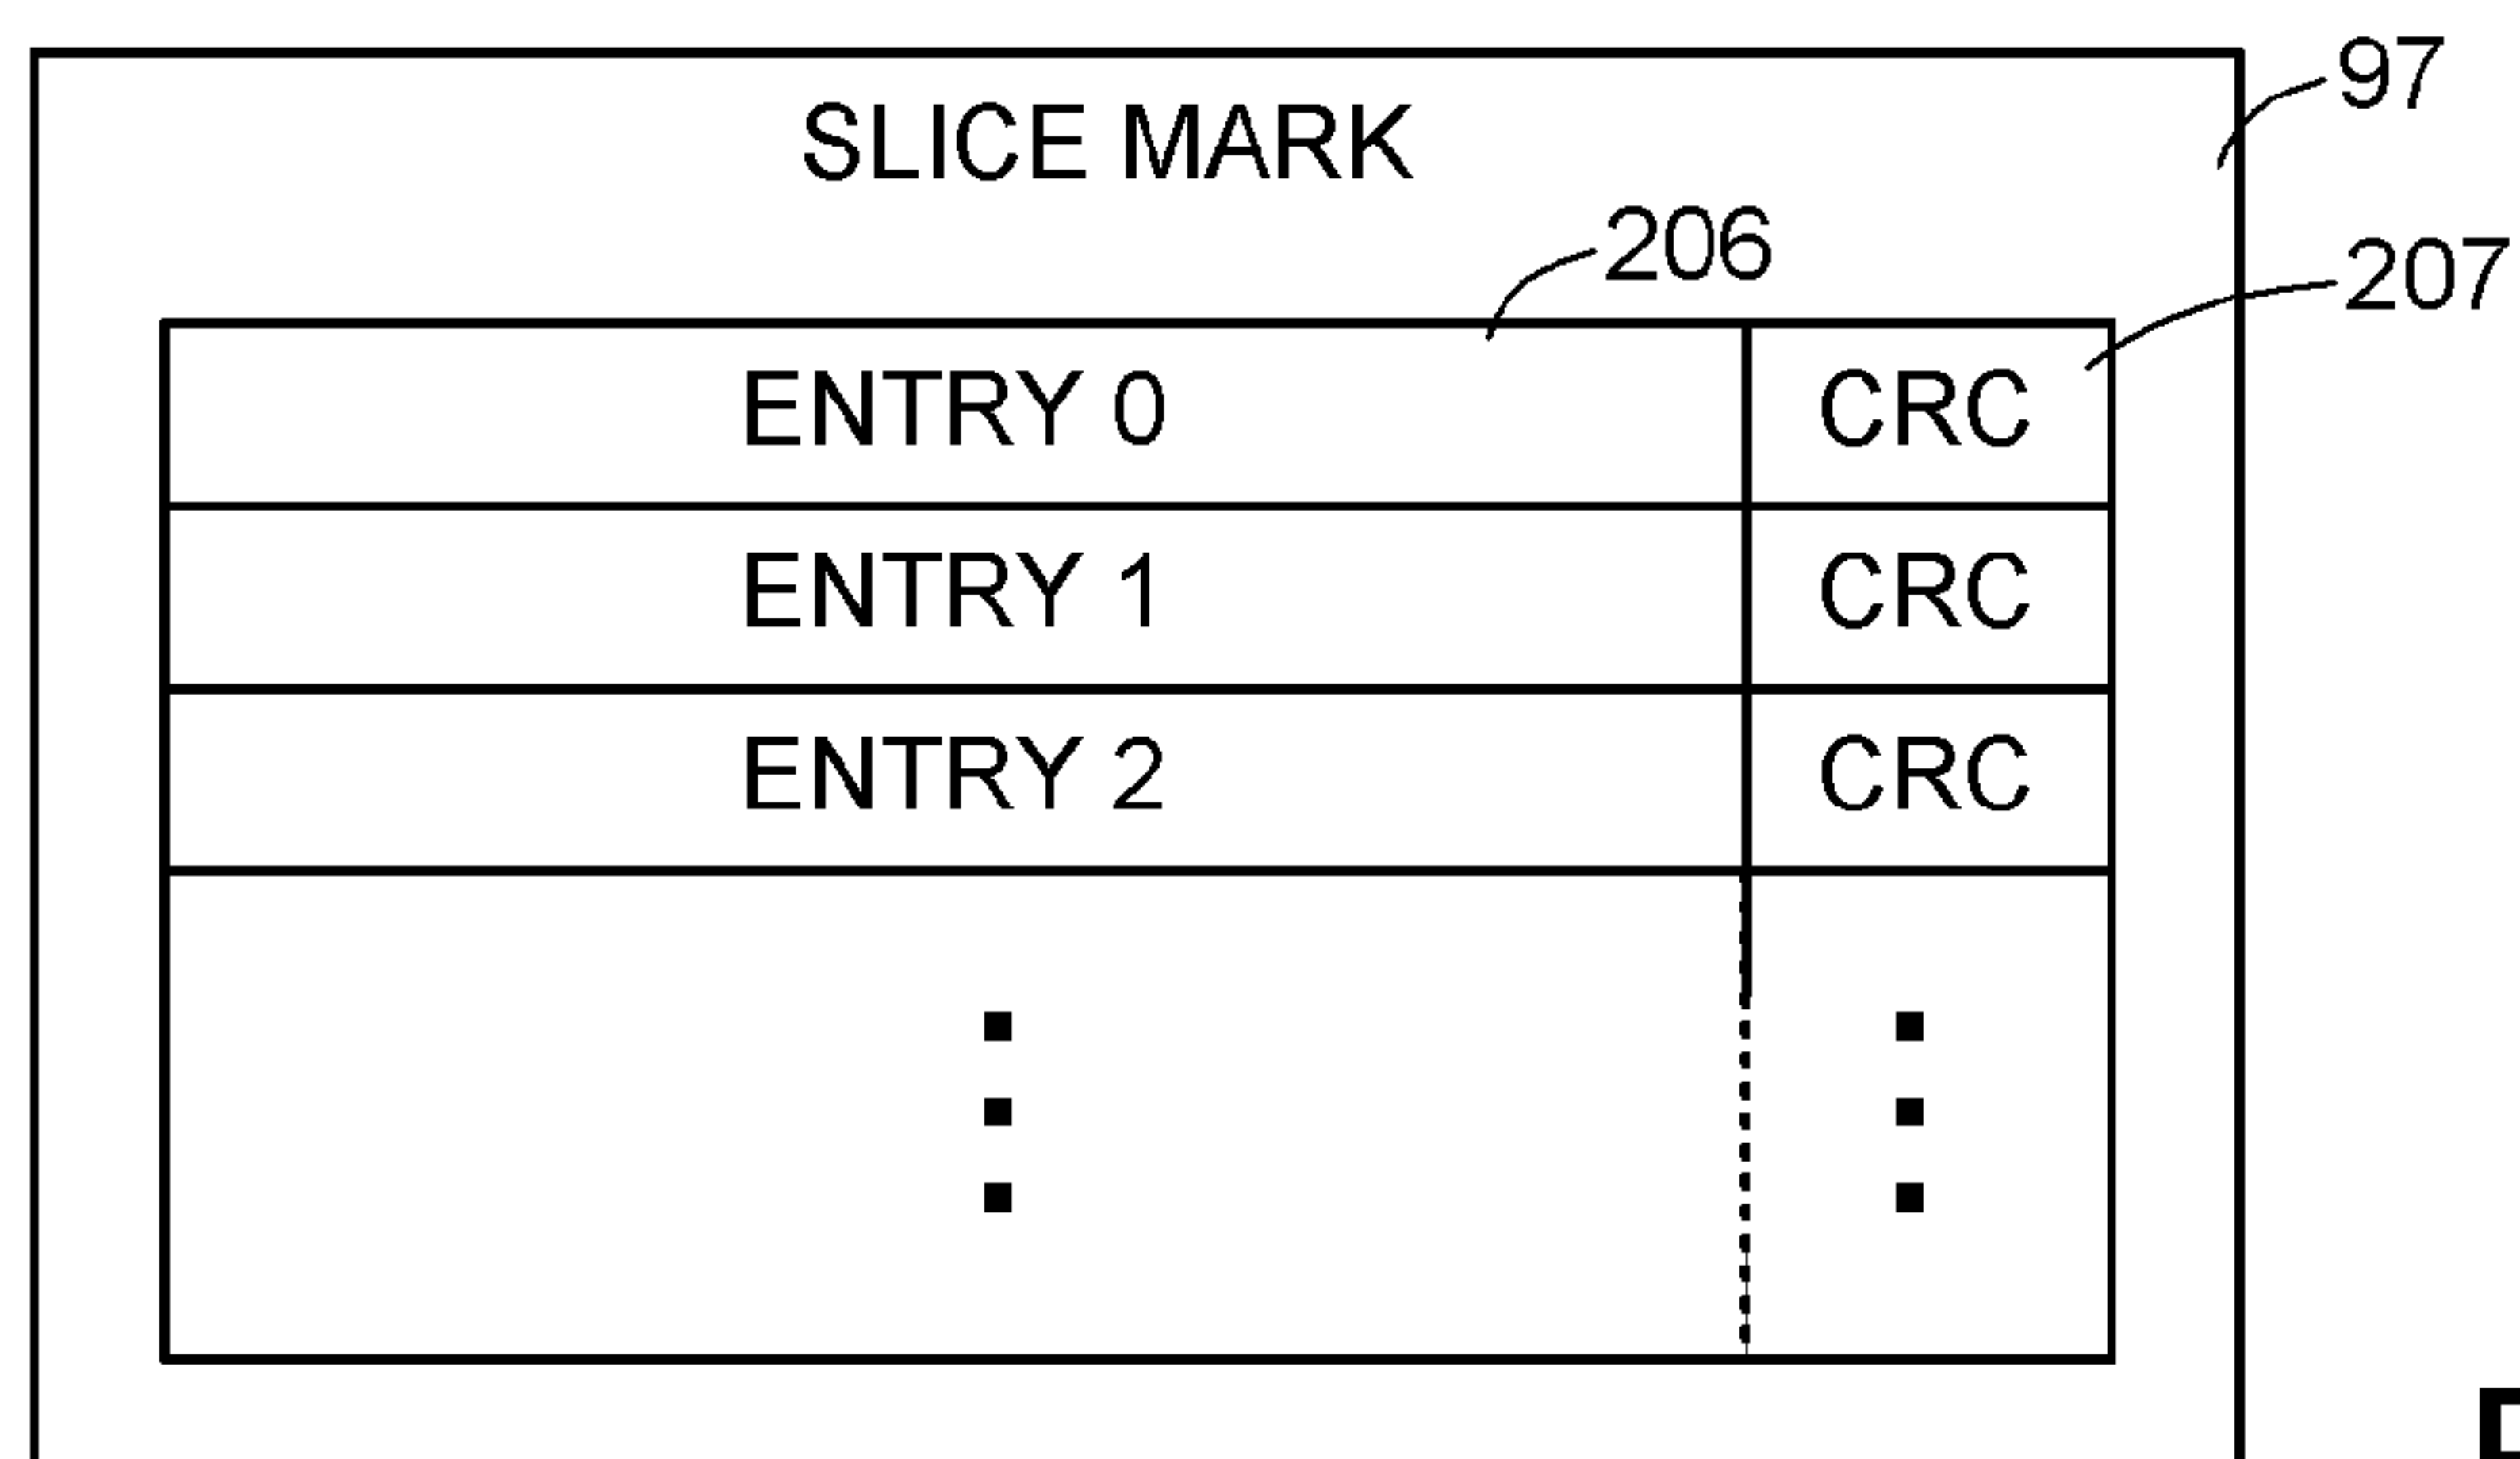 97
SLICE MARK
206
207
ENTRY 0 CRC
ENTRY 1 CRC
ENTRY 2 CRC